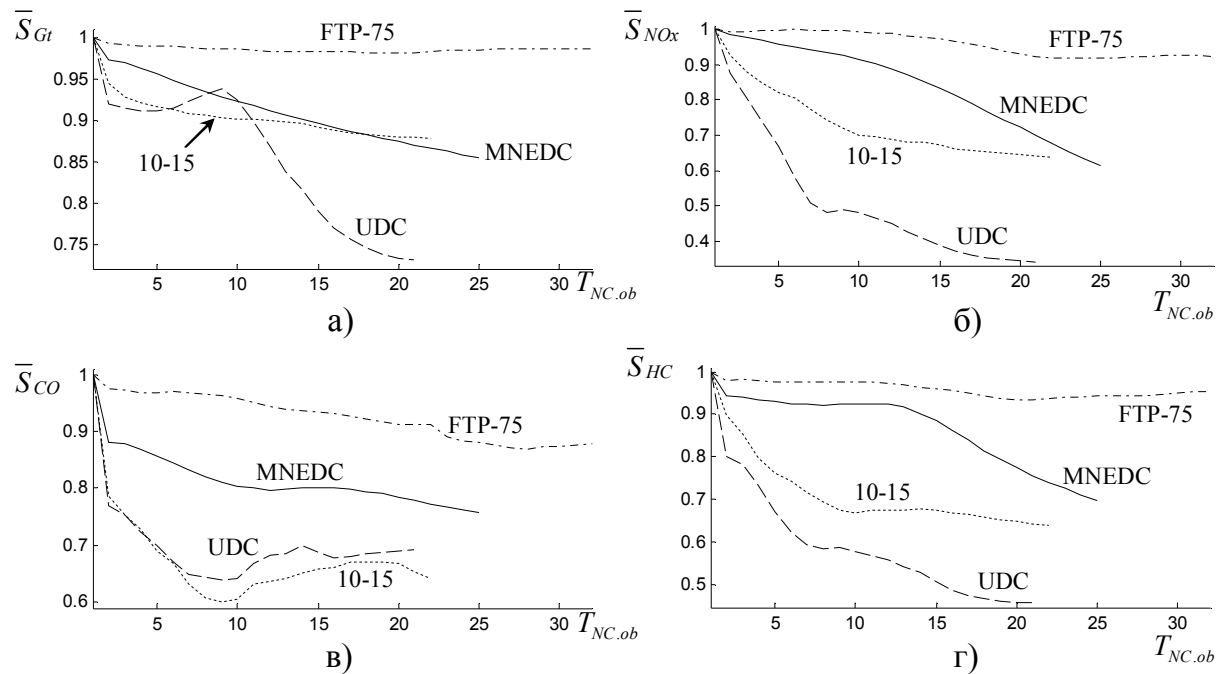 S̅Gt
1
0.95
0.9
0.85
0.8
0.75
FTP-75
10-15
MNEDC
UDC
5 10 15 20 25 30
TNC.ob
а)
S̅NOx
1
0.9
0.8
0.7
0.6
0.5
0.4
FTP-75
MNEDC
10-15
UDC
5 10 15 20 25 30
TNC.ob
б)
S̅CO
1
0.9
0.8
0.7
0.6
FTP-75
MNEDC
UDC
10-15
5 10 15 20 25 30
TNC.ob
в)
S̅HC
1
0.9
0.8
0.7
0.6
0.5
FTP-75
MNEDC
10-15
UDC
5 10 15 20 25 30
TNC.ob
г)